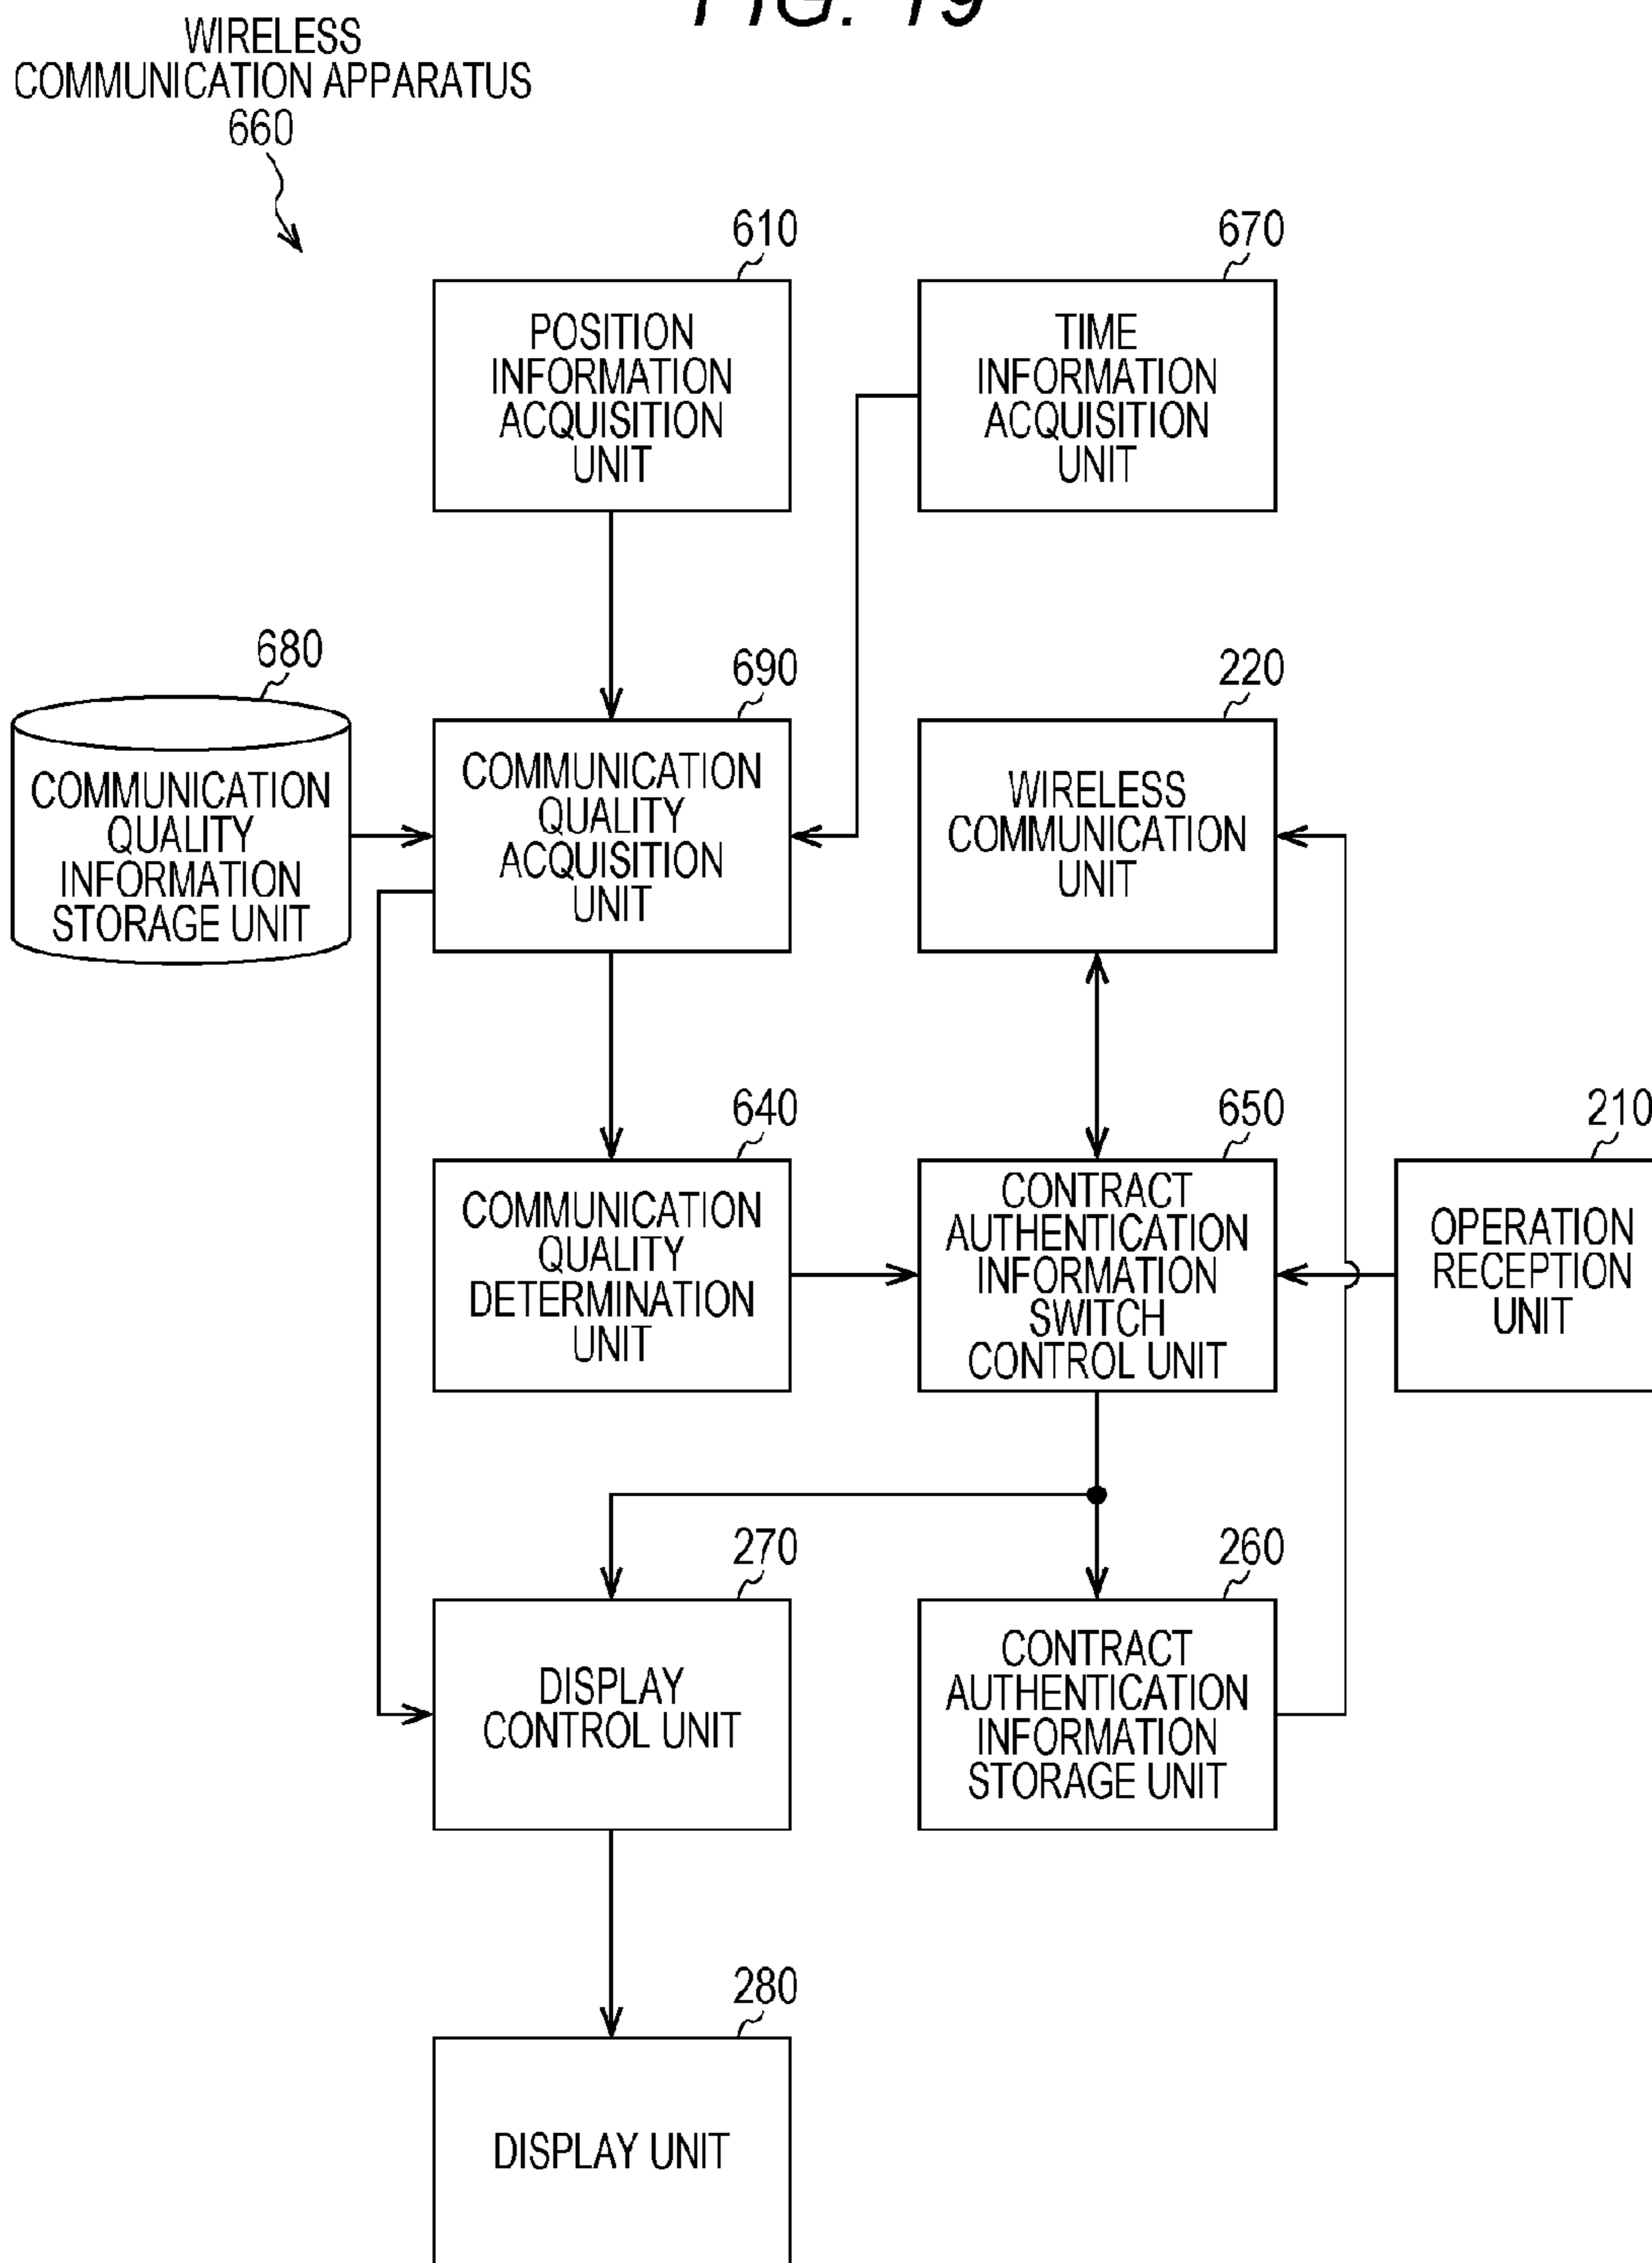 FIG. 19
WIRELESS
COMMUNICATION APPARATUS
660
610
POSITION
INFORMATION
ACQUISITION
UNIT
670
TIME
INFORMATION
ACQUISITION
UNIT
680
COMMUNICATION
QUALITY
INFORMATION
STORAGE UNIT
690
COMMUNICATION
QUALITY
ACQUISITION
UNIT
220
WIRELESS
COMMUNICATION
UNIT
640
COMMUNICATION
QUALITY
DETERMINATION
UNIT
650
CONTRACT
AUTHENTICATION
INFORMATION
SWITCH
CONTROL UNIT
210
OPERATION
RECEPTION
UNIT
270
DISPLAY
CONTROL UNIT
260
CONTRACT
AUTHENTICATION
INFORMATION
STORAGE UNIT
280
DISPLAY UNIT